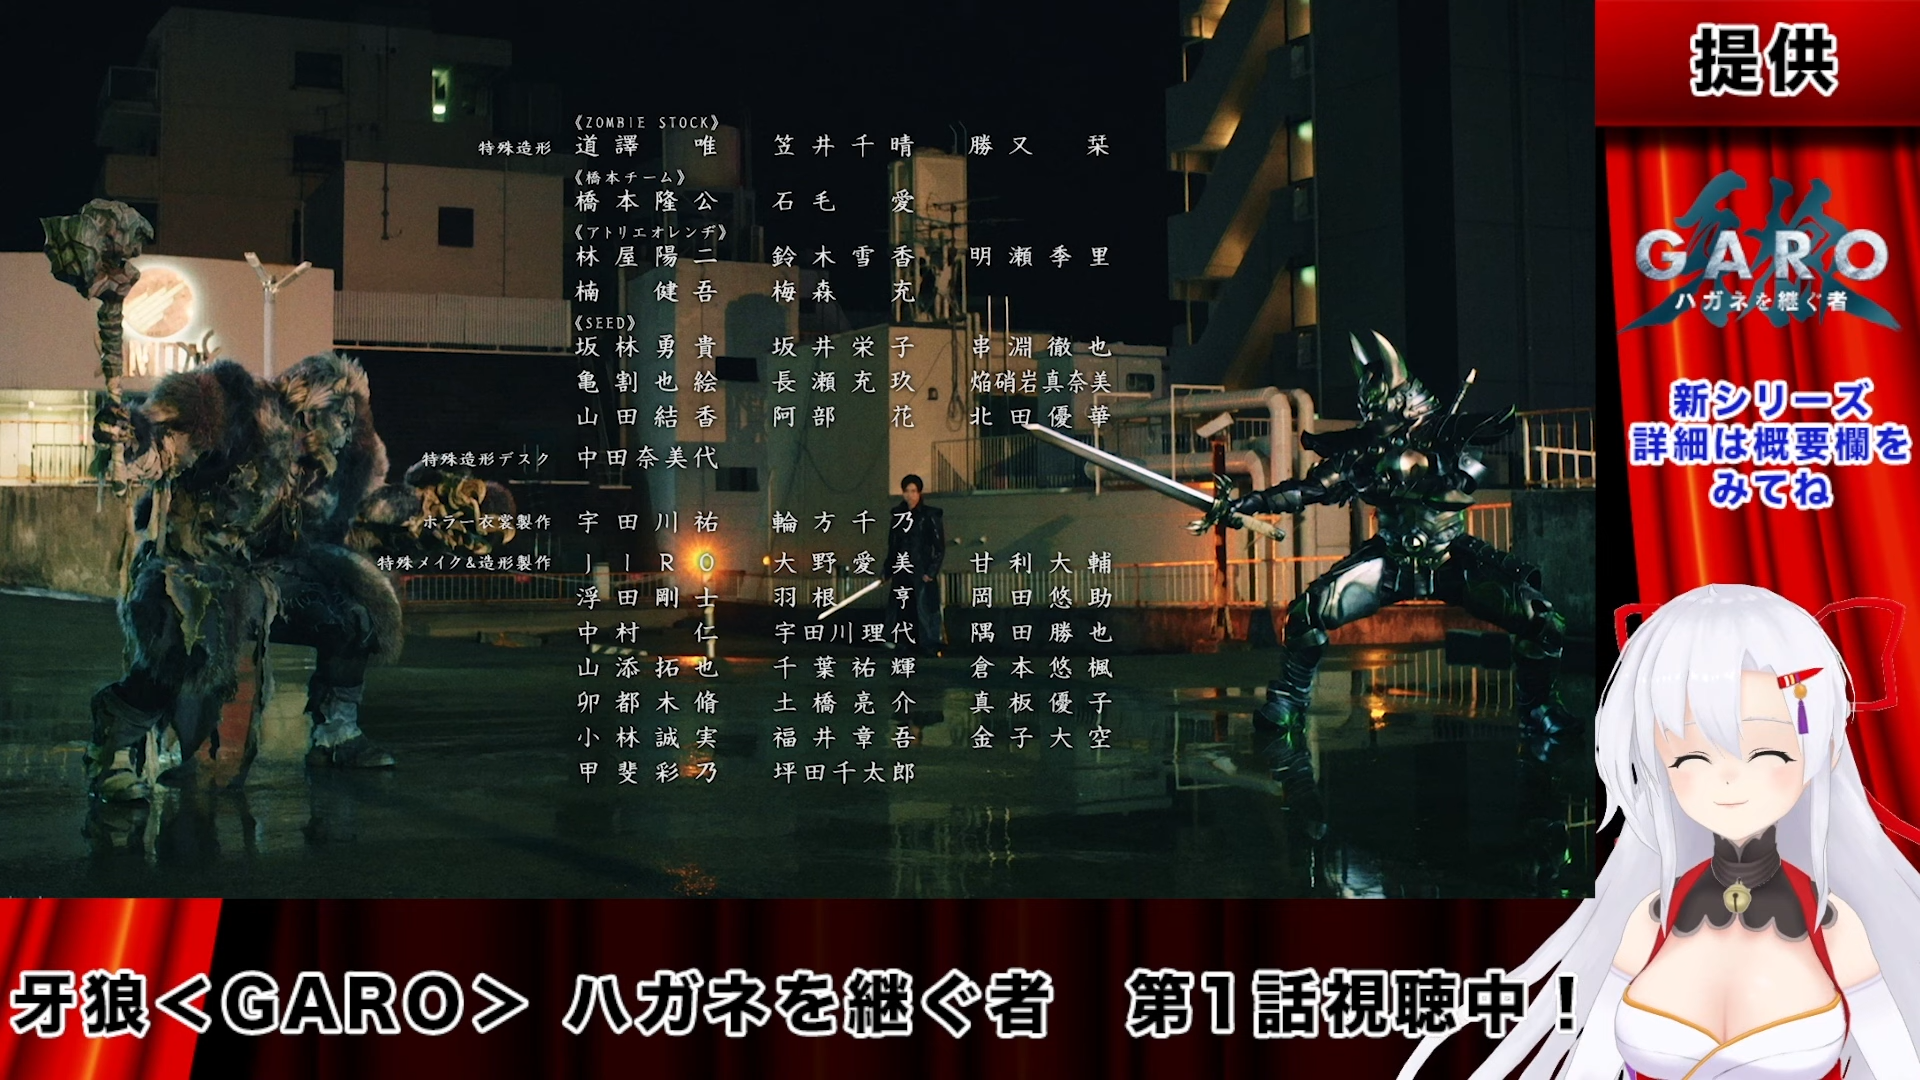 提供
牙狼
GARO
ハガネを継ぐ者
新シリーズ
詳細は概要欄を
みてね
《ZOMBIE STOCK》
特殊造形 道譯 唯 笠井千晴 勝又 栞
《橋本チーム》
橋本隆公 石毛 愛
《アトリエオレンヂ》
林屋陽二 鈴木雪香 明瀬季里
楠 健吾 梅森 充
《SEED》
坂林勇貴 坂井栄子 串淵徹也
亀割也絵 長瀬充玖 焔硝岩真奈美
山田結香 阿部 花 北田優華
特殊造形デスク 中田奈美代
ホラー衣裳製作 宇田川祐 輪方千乃
特殊メイク&造形製作 JIRO 大野愛美 甘利大輔
浮田剛士 羽根 亨 岡田悠助
中村 仁 宇田川理代 隅田勝也
山添拓也 千葉祐輝 倉本悠楓
卯都木脩 土橋亮介 真板優子
小林誠実 福井章吾 金子大空
甲斐彩乃 坪田千太郎
牙狼＜GARO＞ ハガネを継ぐ者　第1話視聴中！